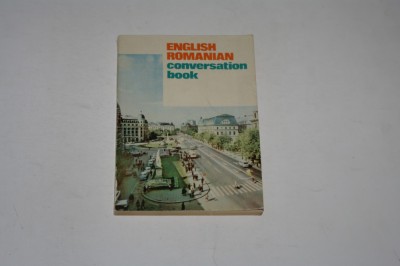 ENGLISH
ROMANIAN
conversation
book